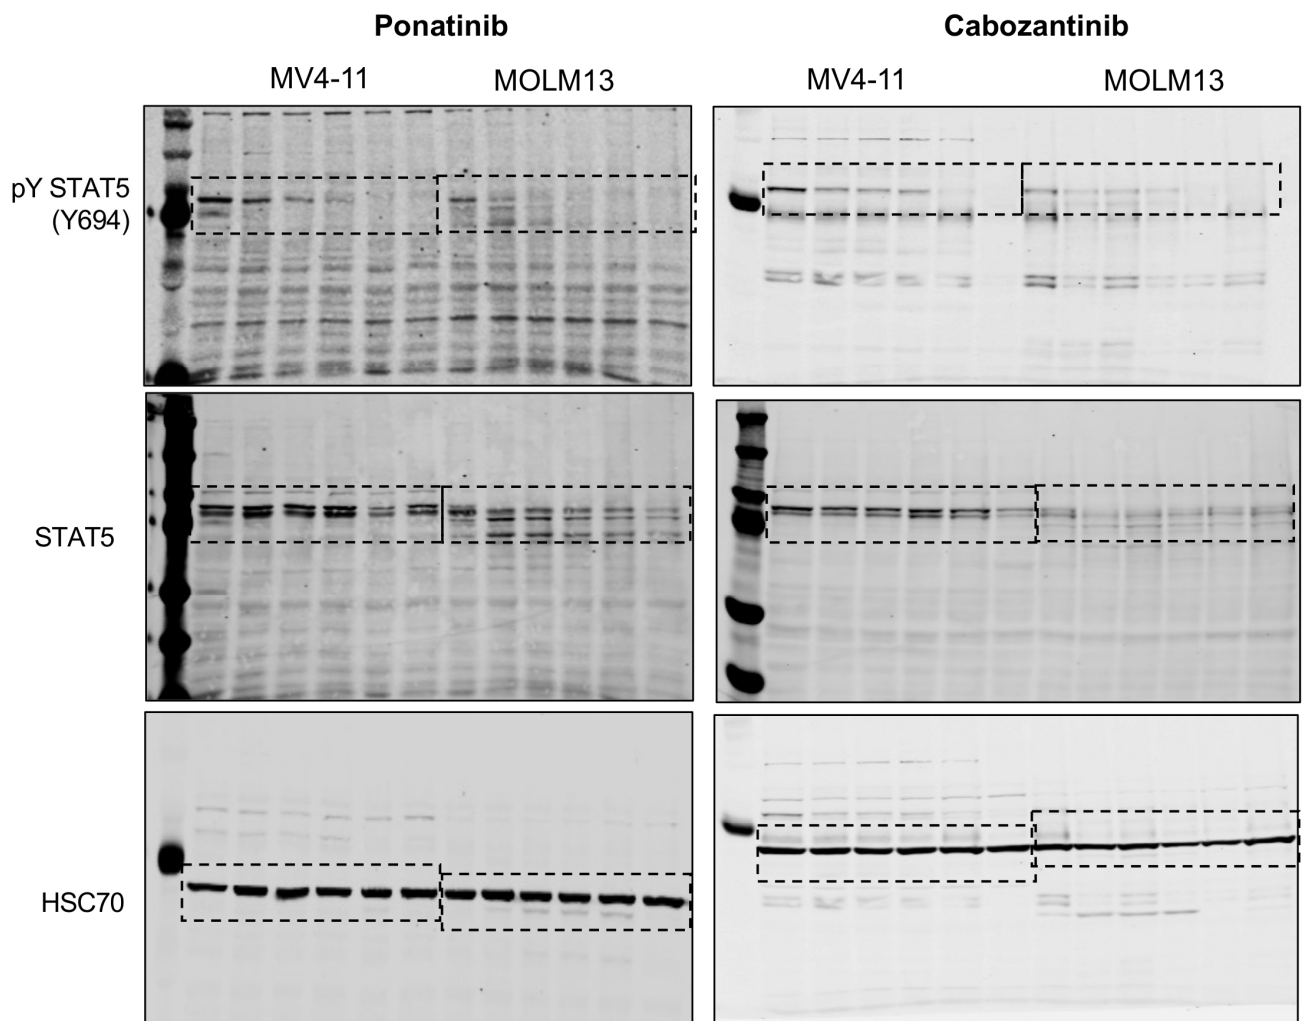 Ponatinib
Cabozantinib
MV4-11
MOLM13
MV4-11
MOLM13
pY STAT5
(Y694)
STAT5
HSC70